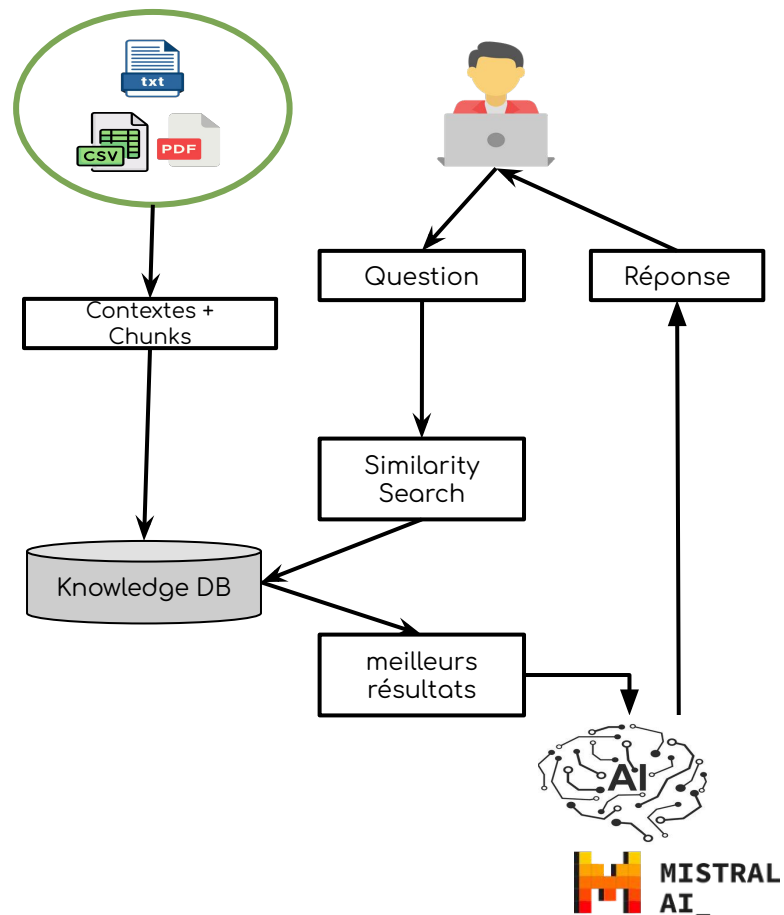 txt
CSV
PDF
Question
Réponse
Contextes +
Chunks
Similarity
Search
Knowledge DB
meilleurs
résultats
AI
MISTRAL
AI_